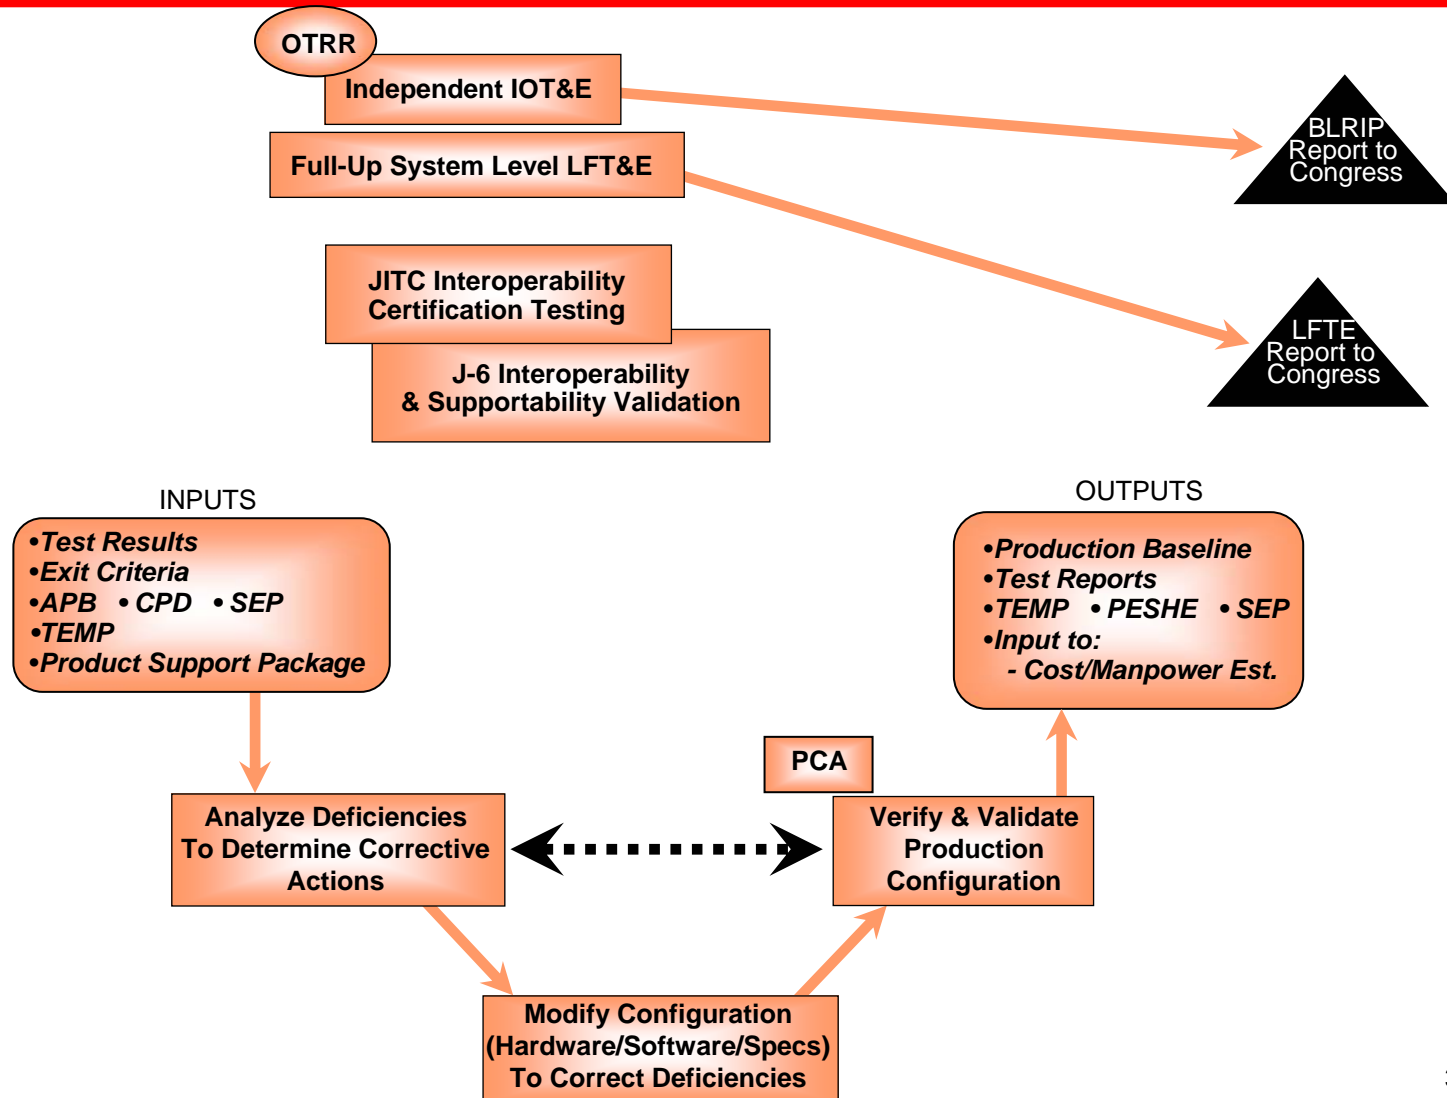 OTRR
Independent IOT&E
Full-Up System Level LFT&E
BLRIP
Report to
Congress
JITC Interoperability
Certification Testing
J-6 Interoperability
& Supportability Validation
LFTE
Report to
Congress
INPUTS
•Test Results
•Exit Criteria
•APB • CPD • SEP
•TEMP
•Product Support Package
OUTPUTS
•Production Baseline
•Test Reports
•TEMP • PESHE • SEP
•Input to:
- Cost/Manpower Est.
PCA
Analyze Deficiencies
To Determine Corrective
Actions
Verify & Validate
Production
Configuration
Modify Configuration
(Hardware/Software/Specs)
To Correct Deficiencies